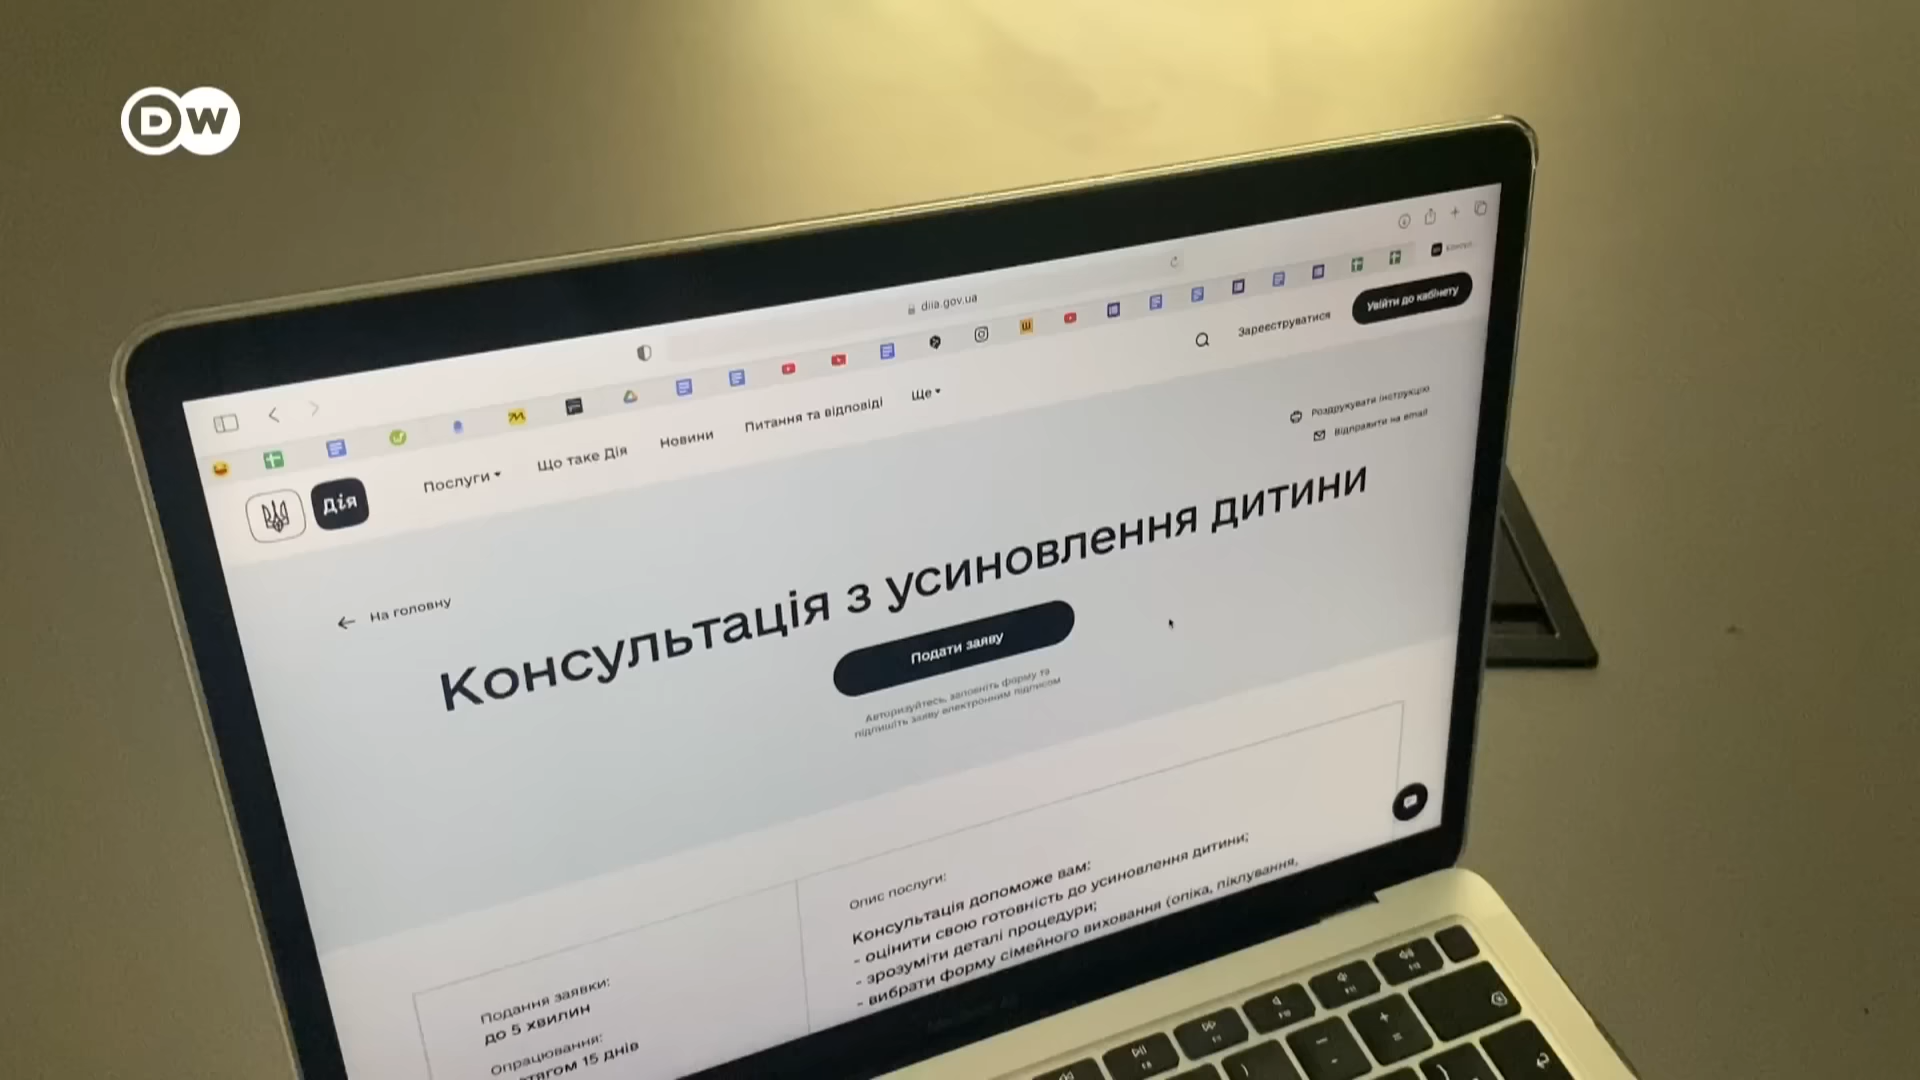 DW
diia.gov.ua
Зареєструватися
Увійти до кабінету
Дія
Послуги
Що таке Дія
Новини
Питання та відповіді
Ще
Роздрукувати інструкцію
Відправити на email
На головну
Консультація з усиновлення дитини
Подати заяву
Авторизуйтесь, заповніть форму та
підпишіть заяву електронним підписом
Подання заявки:
до 5 хвилин
Опрацювання:
тягом 15 днів
Опис послуги:
Консультація допоможе вам:
- оцінити свою готовність до усиновлення дитини;
- зрозуміти деталі процедури;
- вибрати форму сімейного виховання (опіка, піклування,